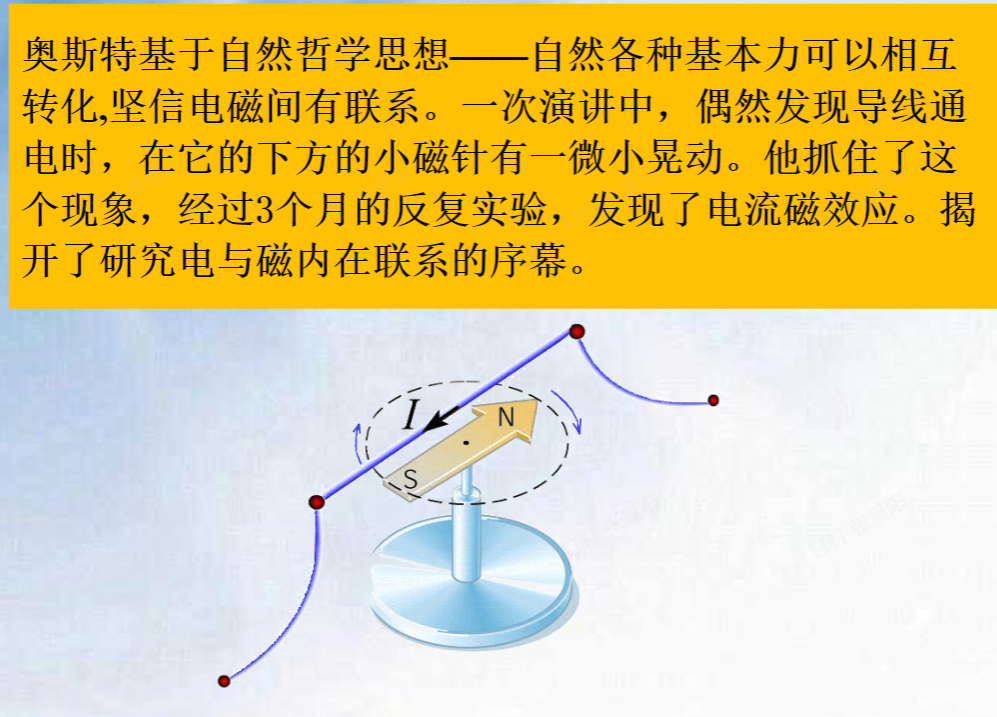 奥斯特基于自然哲学思想——自然各种基本力可以相互
转化,坚信电磁间有联系。一次演讲中，偶然发现导线通
电时，在它的下方的小磁针有一微小晃动。他抓住了这
个现象，经过3个月的反复实验，发现了电流磁效应。揭
开了研究电与磁内在联系的序幕。
I
N
S